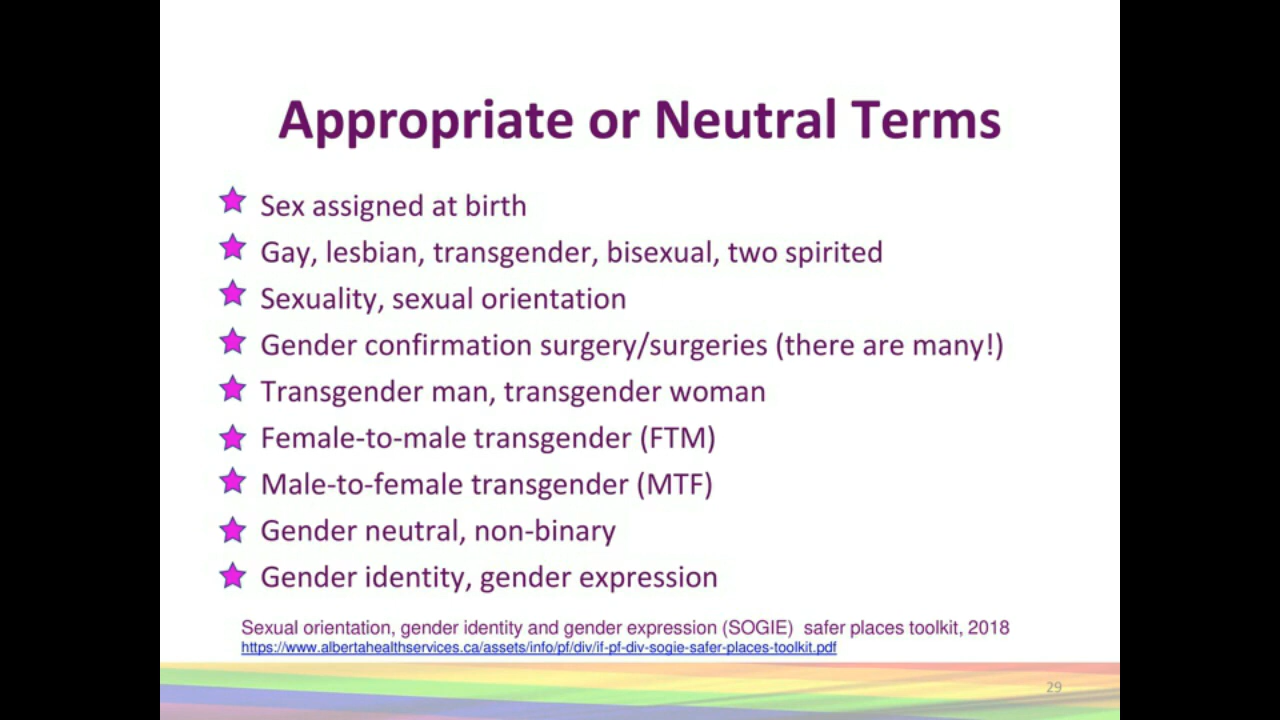 Appropriate or Neutral Terms
Sex assigned at birth
Gay, lesbian, transgender, bisexual, two spirited
Sexuality, sexual orientation
Gender confirmation surgery/surgeries (there are many!)
Transgender man, transgender woman
Female-to-male transgender (FTM)
Male-to-female transgender (MTF)
Gender neutral, non-binary
Gender identity, gender expression
Sexual orientation, gender identity and gender expression (SOGIE) safer places toolkit, 2018
https://www.albertahealthservices.ca/assets/info/pf/div/if-pf-div-sogie-safer-places-toolkit.pdf
29